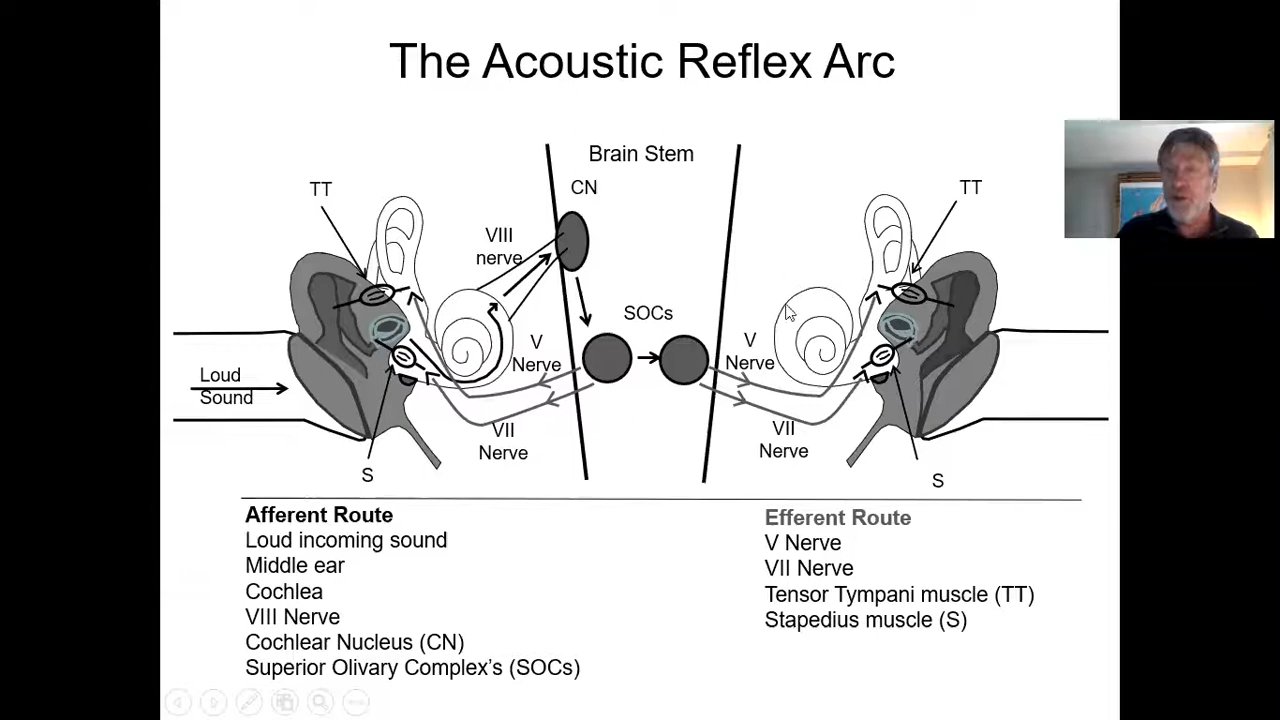 The Acoustic Reflex Arc
Brain Stem
CN
TT
TT
VIII
nerve
SOCs
V
Nerve
V
Nerve
Loud
Sound
VII
Nerve
VII
Nerve
S
S
Afferent Route
Loud incoming sound
Middle ear
Cochlea
VIII Nerve
Cochlear Nucleus (CN)
Superior Olivary Complex's (SOCs)
Efferent Route
V Nerve
VII Nerve
Tensor Tympani muscle (TT)
Stapedius muscle (S)